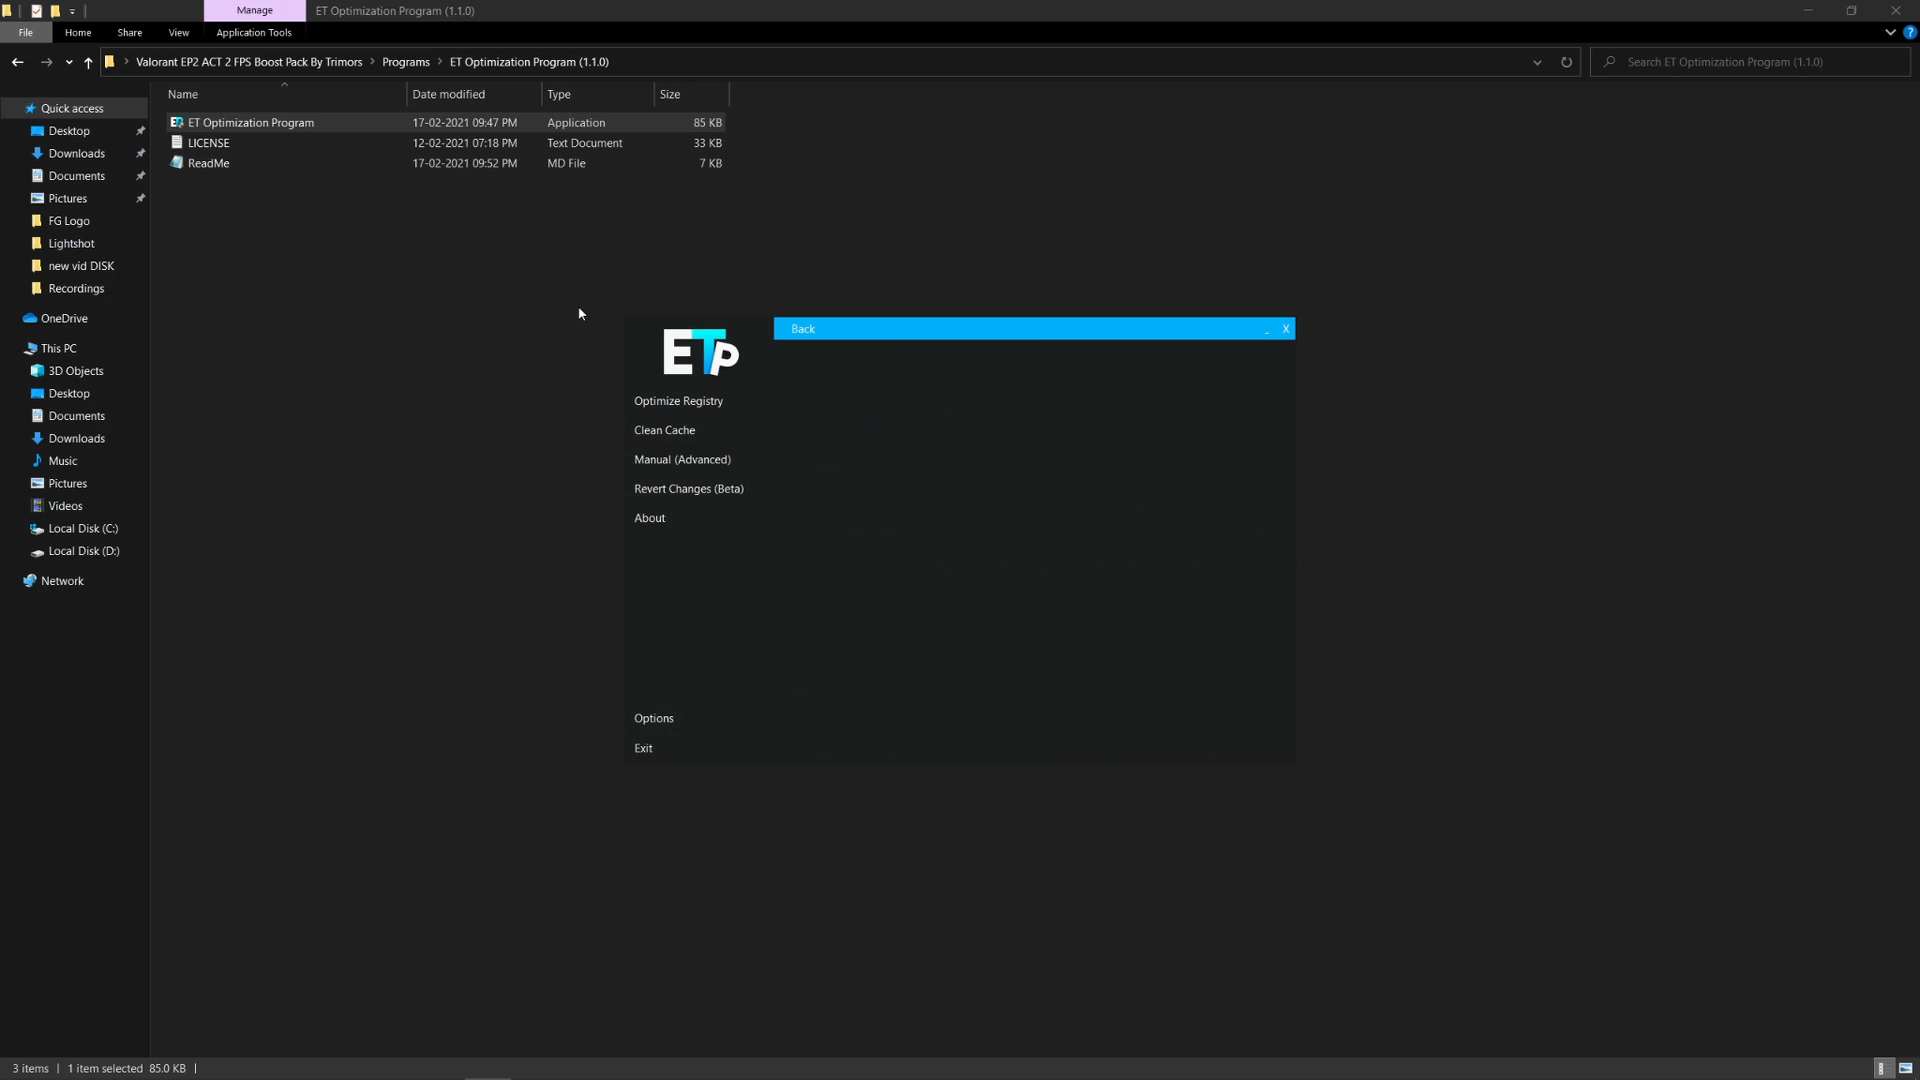 Manage
ET Optimization Program (1.1.0)
File
Home
Share
View
Application Tools
?
Valorant EP2 ACT 2 FPS Boost Pack By Trimors > Programs > ET Optimization Program (1.1.0)
Search ET Optimization Program (1.1.0)
Name
Date modified
Type
Size
ET Optimization Program 17-02-2021 09:47 PM Application 85 KB
LICENSE 12-02-2021 07:18 PM Text Document 33 KB
ReadMe 17-02-2021 09:52 PM MD File 7 KB
Quick access
Desktop
Downloads
Documents
Pictures
FG Logo
Lightshot
new vid DISK
Recordings
OneDrive
This PC
3D Objects
Desktop
Documents
Downloads
Music
Pictures
Videos
Local Disk (C:)
Local Disk (D:)
Network
ETP
Back
_ X
Optimize Registry
Clean Cache
Manual (Advanced)
Revert Changes (Beta)
About
Options
Exit
3 items | 1 item selected 85.0 KB |